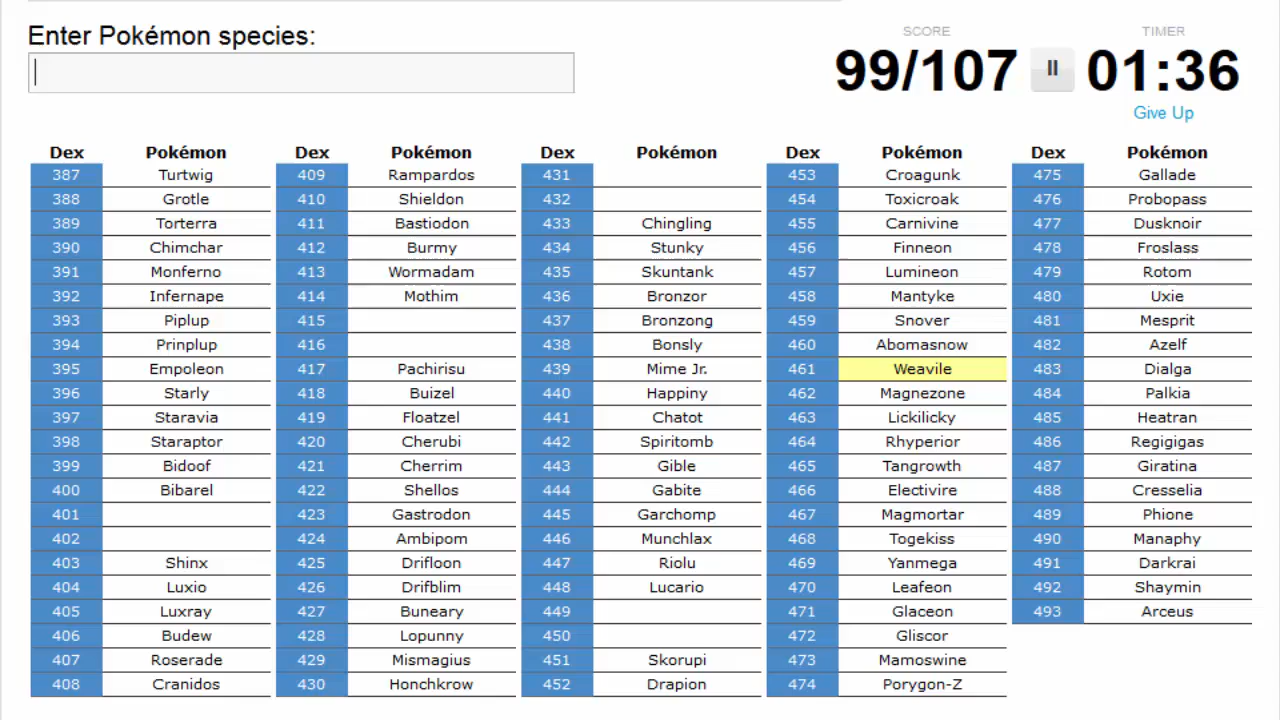 Enter Pokémon species:
SCORE
TIMER
99/107
01:36
Give Up
Dex Pokémon Dex Pokémon Dex Pokémon Dex Pokémon Dex Pokémon
387 Turtwig 409 Rampardos 431 453 Croagunk 475 Gallade
388 Grotle 410 Shieldon 432 454 Toxicroak 476 Probopass
389 Torterra 411 Bastiodon 433 Chingling 455 Carnivine 477 Dusknoir
390 Chimchar 412 Burmy 434 Stunky 456 Finneon 478 Froslass
391 Monferno 413 Wormadam 435 Skuntank 457 Lumineon 479 Rotom
392 Infernape 414 Mothim 436 Bronzor 458 Mantyke 480 Uxie
393 Piplup 415 437 Bronzong 459 Snover 481 Mesprit
394 Prinplup 416 438 Bonsly 460 Abomasnow 482 Azelf
395 Empoleon 417 Pachirisu 439 Mime Jr. 461 Weavile 483 Dialga
396 Starly 418 Buizel 440 Happiny 462 Magnezone 484 Palkia
397 Staravia 419 Floatzel 441 Chatot 463 Lickilicky 485 Heatran
398 Staraptor 420 Cherubi 442 Spiritomb 464 Rhyperior 486 Regigigas
399 Bidoof 421 Cherrim 443 Gible 465 Tangrowth 487 Giratina
400 Bibarel 422 Shellos 444 Gabite 466 Electivire 488 Cresselia
401 423 Gastrodon 445 Garchomp 467 Magmortar 489 Phione
402 424 Ambipom 446 Munchlax 468 Togekiss 490 Manaphy
403 Shinx 425 Drifloon 447 Riolu 469 Yanmega 491 Darkrai
404 Luxio 426 Drifblim 448 Lucario 470 Leafeon 492 Shaymin
405 Luxray 427 Buneary 449 471 Glaceon 493 Arceus
406 Budew 428 Lopunny 450 472 Gliscor
407 Roserade 429 Mismagius 451 Skorupi 473 Mamoswine
408 Cranidos 430 Honchkrow 452 Drapion 474 Porygon-Z